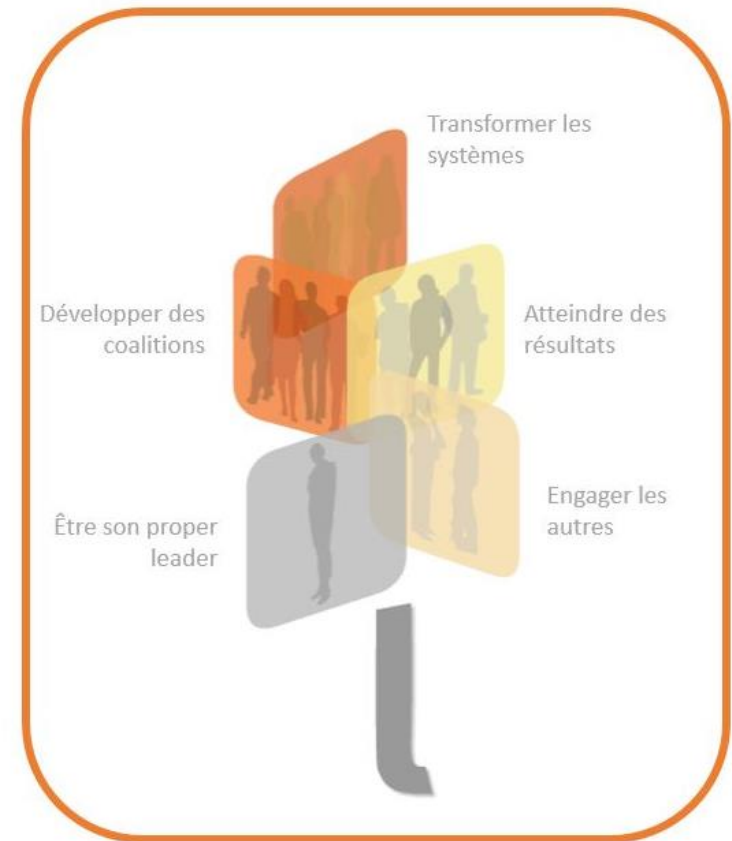 Transformer les
systèmes
Développer des
coalitions
Atteindre des
résultats
Être son proper
leader
Engager les
autres